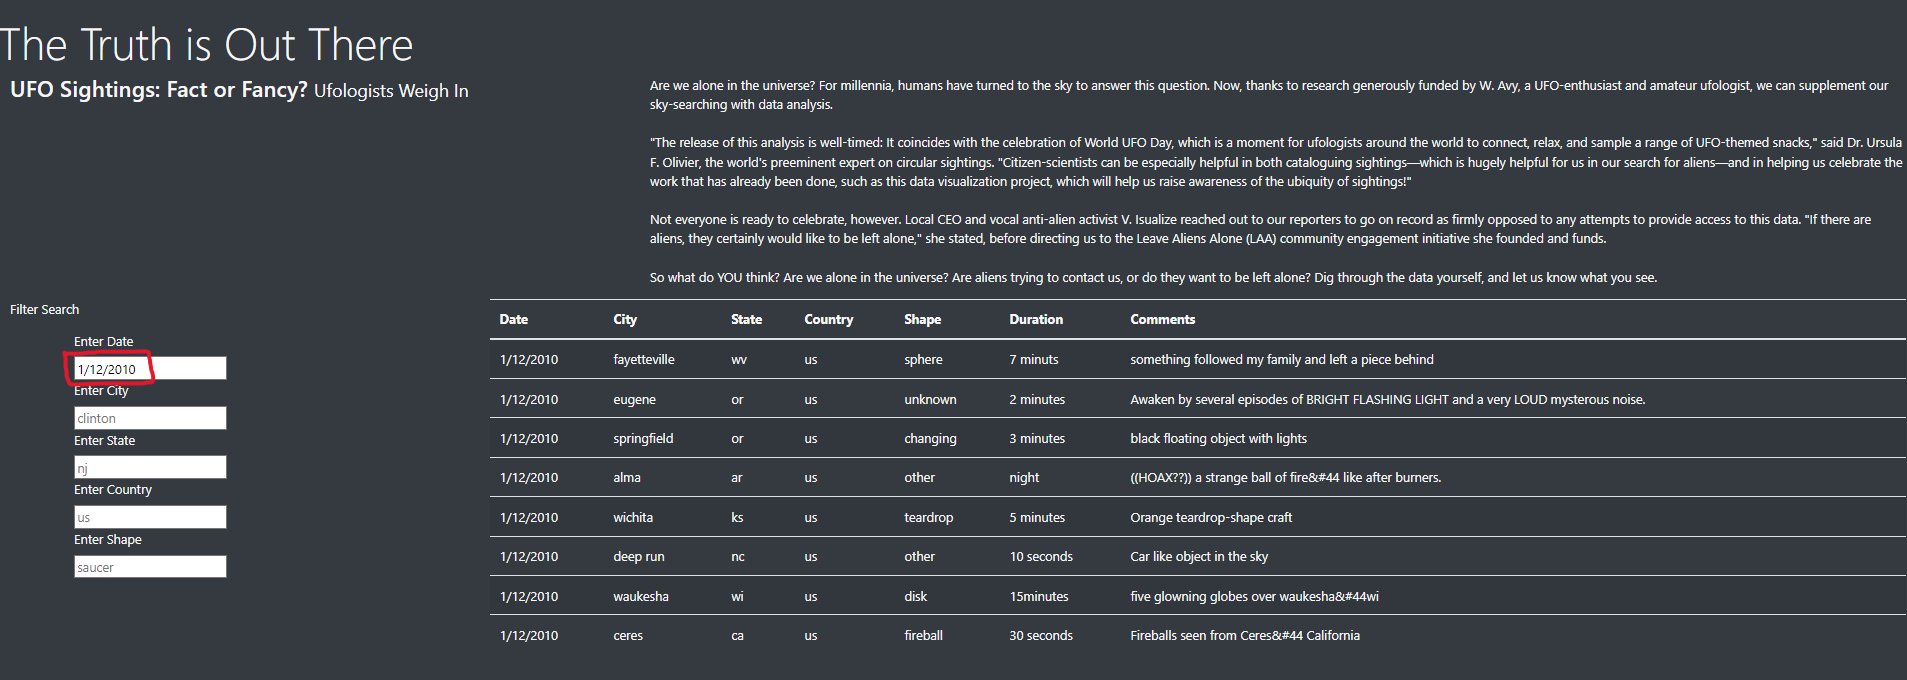 The Truth is Out There
UFO Sightings: Fact or Fancy? Ufologists Weigh In
Are we alone in the universe? For millennia, humans have turned to the sky to answer this question. Now, thanks to research generously funded by W. Avy, a UFO-enthusiast and amateur ufologist, we can supplement our
sky-searching with data analysis.
"The release of this analysis is well-timed: It coincides with the celebration of World UFO Day, which is a moment for ufologists around the world to connect, relax, and sample a range of UFO-themed snacks," said Dr. Ursula
F. Olivier, the world's preeminent expert on circular sightings. "Citizen-scientists can be especially helpful in both cataloguing sightings—which is hugely helpful for us in our search for aliens—and in helping us celebrate the
work that has already been done, such as this data visualization project, which will help us raise awareness of the ubiquity of sightings!"
Not everyone is ready to celebrate, however. Local CEO and vocal anti-alien activist V. Isualize reached out to our reporters to go on record as firmly opposed to any attempts to provide access to this data. "If there are
aliens, they certainly would like to be left alone," she stated, before directing us to the Leave Aliens Alone (LAA) community engagement initiative she founded and funds.
So what do YOU think? Are we alone in the universe? Are aliens trying to contact us, or do they want to be left alone? Dig through the data yourself, and let us know what you see.
Filter Search
Enter Date
1/12/2010
Enter City
clinton
Enter State
nj
Enter Country
us
Enter Shape
saucer
Date City State Country Shape Duration Comments
1/12/2010 fayetteville wv us sphere 7 minuts something followed my family and left a piece behind
1/12/2010 eugene or us unknown 2 minutes Awaken by several episodes of BRIGHT FLASHING LIGHT and a very LOUD mysterous noise.
1/12/2010 springfield or us changing 3 minutes black floating object with lights
1/12/2010 alma ar us other night ((HOAX??)) a strange ball of fire&#44 like after burners.
1/12/2010 wichita ks us teardrop 5 minutes Orange teardrop-shape craft
1/12/2010 deep run nc us other 10 seconds Car like object in the sky
1/12/2010 waukesha wi us disk 15minutes five glowning globes over waukesha&#44wi
1/12/2010 ceres ca us fireball 30 seconds Fireballs seen from Ceres&#44 California